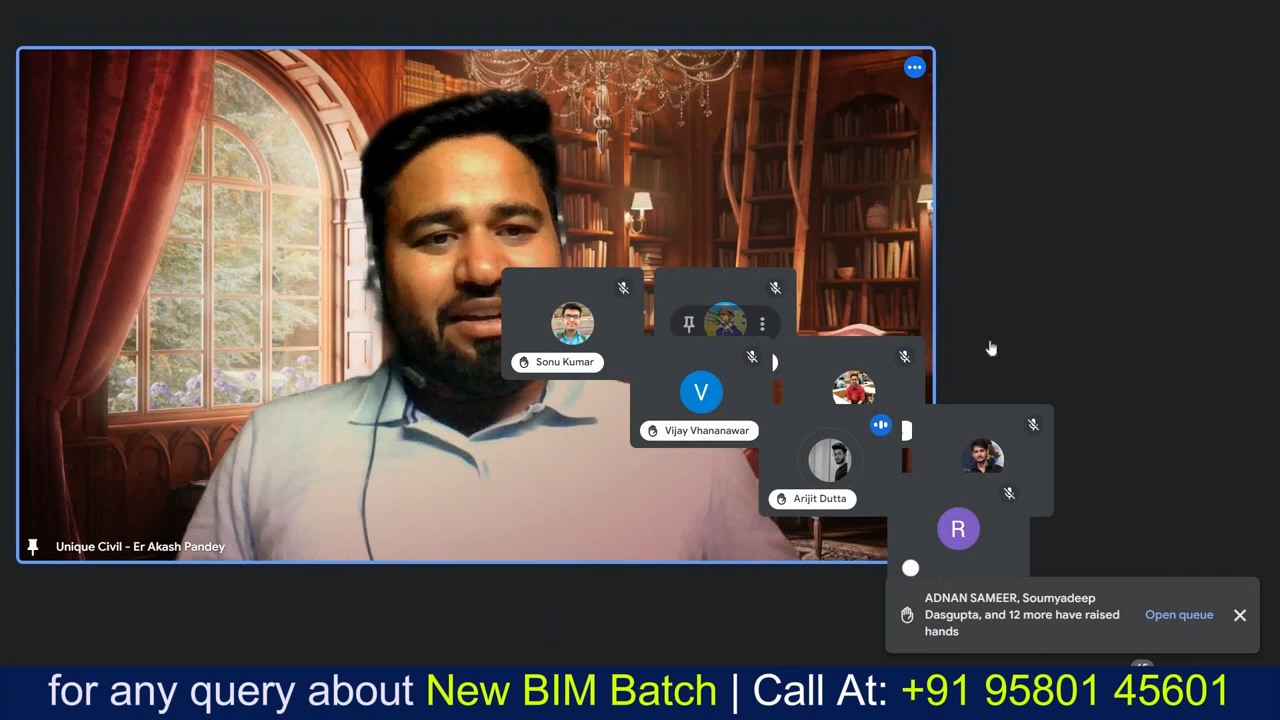 Sonu Kumar
V
Vijay Vhananawar
Arijit Dutta
R
Unique Civil - Er Akash Pandey
ADNAN SAMEER, Soumyadeep
Dasgupta, and 12 more have raised
hands
Open queue
for any query about New BIM Batch | Call At: +91 95801 45601